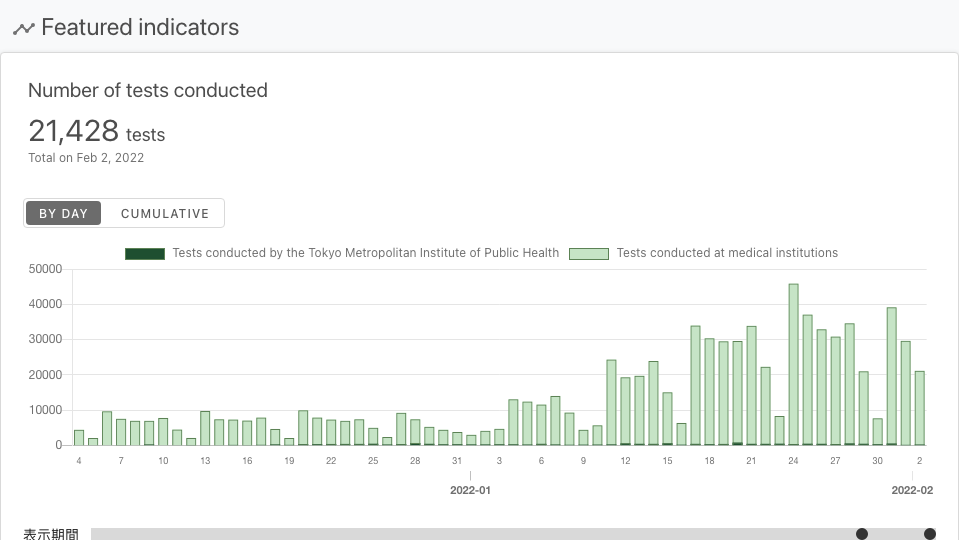 Featured indicators
Number of tests conducted
21,428 tests
Total on Feb 2, 2022
BY DAY CUMULATIVE
Tests conducted by the Tokyo Metropolitan Institute of Public Health Tests conducted at medical institutions
50000
40000
30000
20000
10000
0
4 7 10 13 16 19 22 25 28 31 3 6 9 12 15 18 21 24 27 30 2
2022-01 2022-02
表示期間